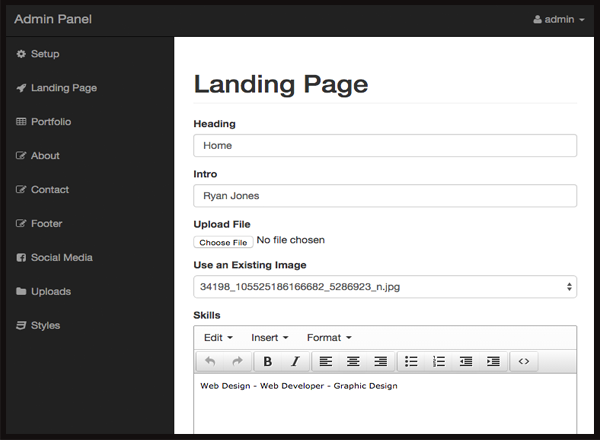 Admin Panel
admin
Setup
Landing Page
Portfolio
About
Contact
Footer
Social Media
Uploads
Styles
Landing Page
Heading
Home
Intro
Ryan Jones
Upload File
Choose File No file chosen
Use an Existing Image
34198_105525186166682_5286923_n.jpg
Skills
Edit Insert Format
B I
Web Design - Web Developer - Graphic Design